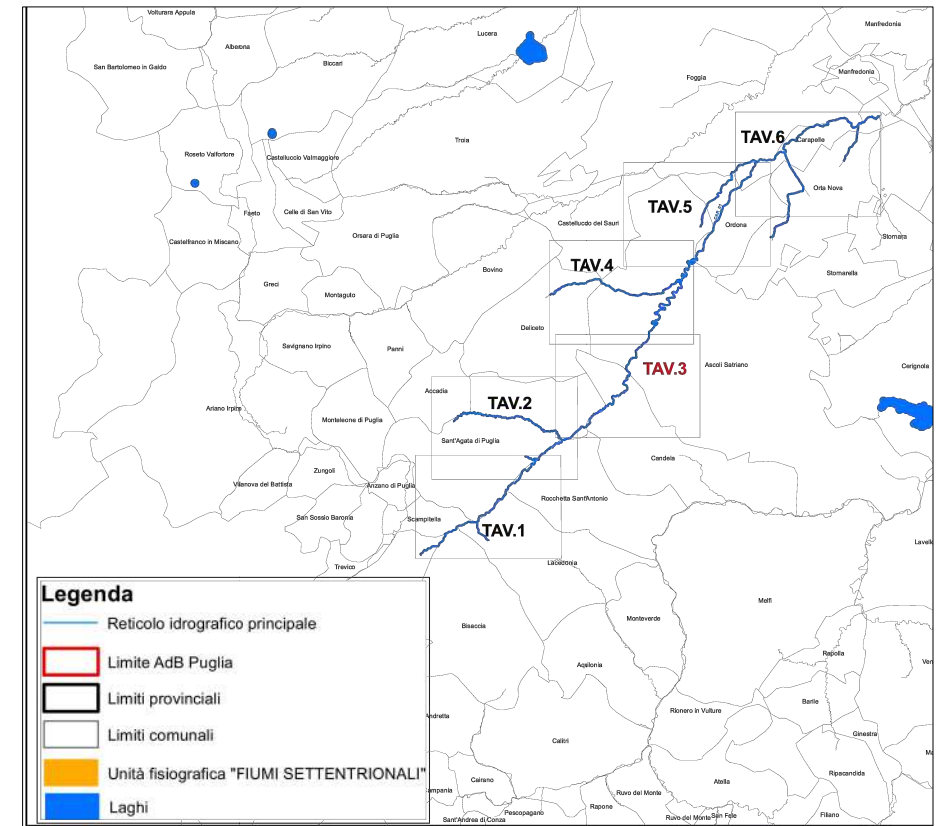 Volturara Appula
Manfredonia
Lucera
Alberona
Biccari
San Bartolomeo in Galdo
Foggia
Manfredonia
TAV.6
Carapelle
Troia
Roseto Valfortore
Castelluccio Valmaggiore
Orta Nova
TAV.5
Faeto
Celle di San Vito
Castelluccio dei Sauri
Ordona
Orsara di Puglia
Stornara
Castelfranco in Miscano
TAV.4
Bovino
Stornarella
Greci
Montaguto
Deliceto
Savignano Irpino
Panni
Ascoli Satriano
Cerignola
TAV.3
Accadia
TAV.2
Ariano Irpino
Monteleone di Puglia
Sant'Agata di Puglia
Candela
Zungoli
Villanova del Battista
Anzano di Puglia
Rocchetta Sant'Antonio
San Sossio Baronia
Scampitella
TAV.1
Lavello
Trevico
Lacedonia
Legenda
Reticolo idrografico principale
Limite AdB Puglia
Limiti provinciali
Limiti comunali
Unità fisiografica "FIUMI SETTENTRIONALI"
Laghi
Melfi
Monteverde
Bisaccia
Rapolla
Ven
Aquilonia
Barile
Andretta
Rionero in Vulture
Ginestra
Calitri
Ma
Ripacandida
Cairano
Atella
ampania
Ruvo del Monte
Pescopagano
Rapone
Sant'Andrea di Conza
Ruvo del Monte
San Fele
Filiano